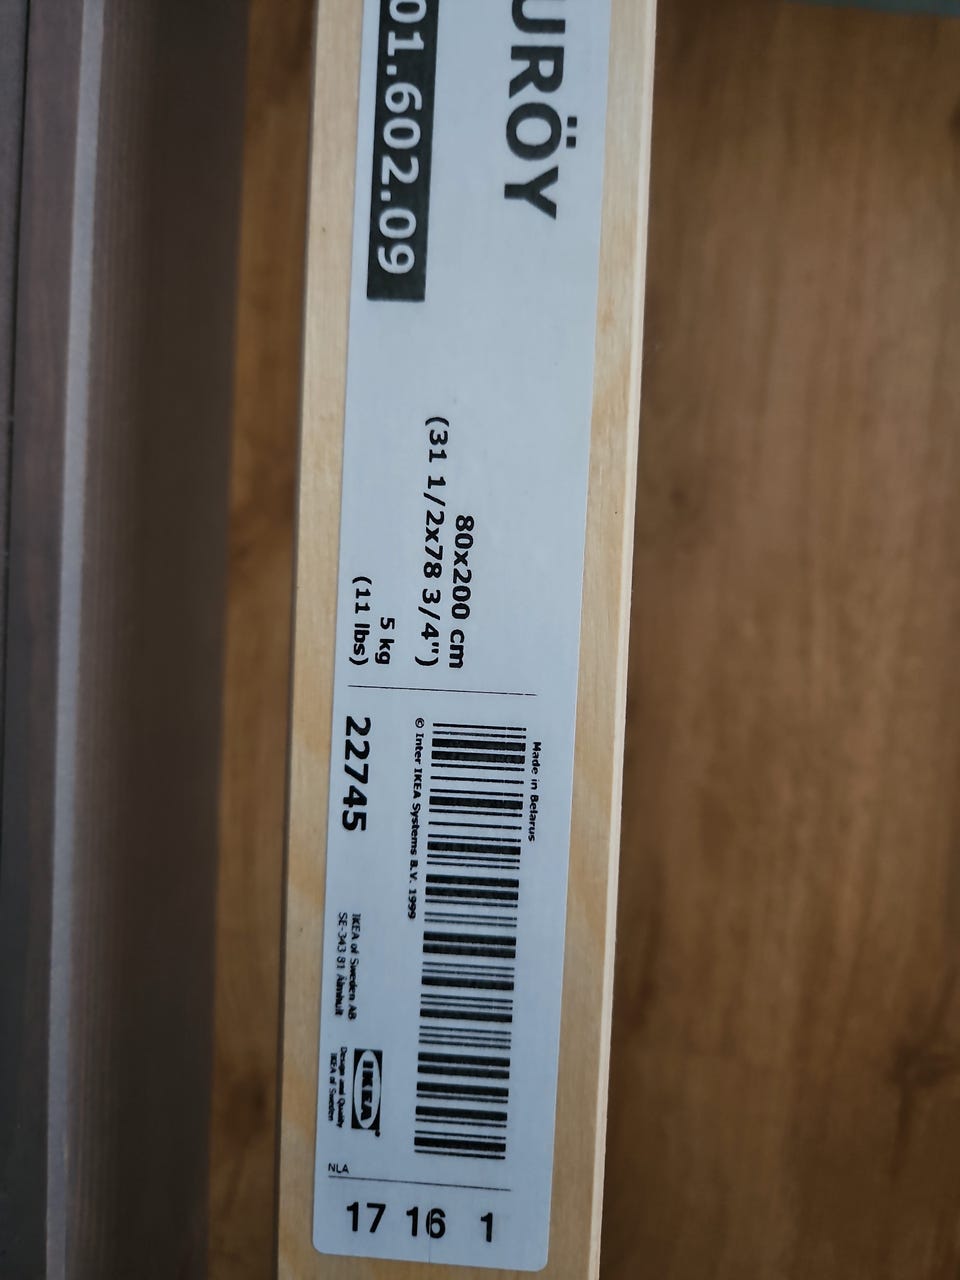 URÖY
01.602.09
80x200 cm
(31 1/2x78 3/4")
5 kg
(11 lbs)
Made in Belarus
© Inter IKEA Systems B.V. 1999
22745
IKEA of Sweden AB
SE-343 81 Älmhult
IKEA®
Design and Quality
IKEA of Sweden
NLA
1
16
17